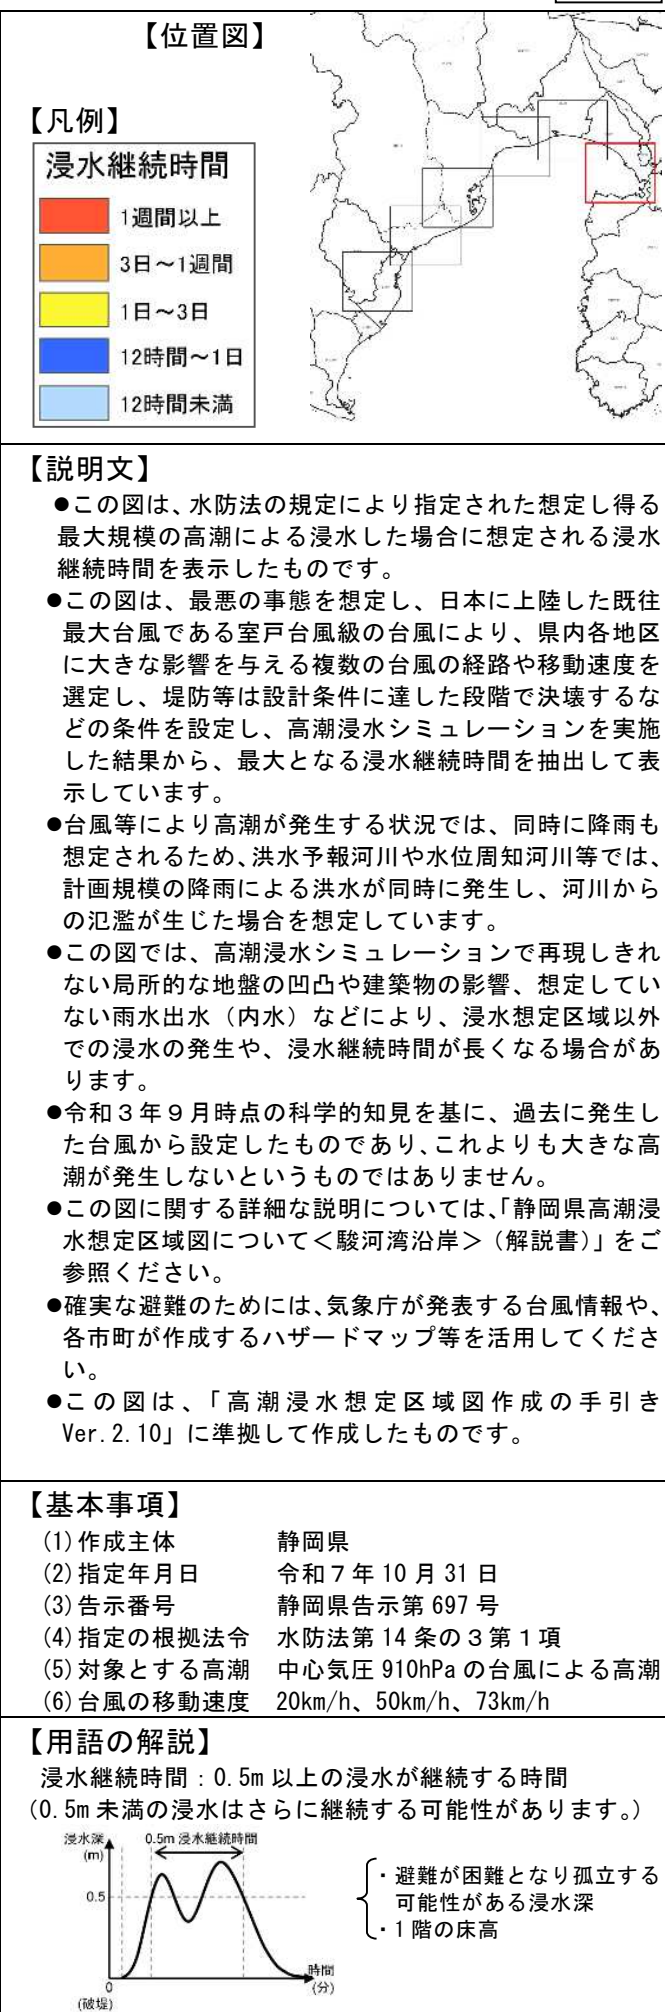 【位置図】
【凡例】
浸水継続時間
1週間以上
3日～1週間
1日～3日
12時間～1日
12時間未満
【説明文】
●この図は、水防法の規定により指定された想定し得る
最大規模の高潮による浸水した場合に想定される浸水
継続時間を表示したものです。
●この図は、最悪の事態を想定し、日本に上陸した既往
最大台風である室戸台風級の台風により、県内各地区
に大きな影響を与える複数の台風の経路や移動速度を
選定し、堤防等は設計条件に達した段階で決壊するな
どの条件を設定し、高潮浸水シミュレーションを実施
した結果から、最大となる浸水継続時間を抽出して表
示しています。
●台風等により高潮が発生する状況では、同時に降雨も
想定されるため、洪水予報河川や水位周知河川等では、
計画規模の降雨による洪水が同時に発生し、河川から
の氾濫が生じた場合を想定しています。
●この図では、高潮浸水シミュレーションで再現しきれ
ない局所的な地盤の凹凸や建築物の影響、想定してい
ない雨水出水（内水）などにより、浸水想定区域以外
での浸水の発生や、浸水継続時間が長くなる場合があ
ります。
●令和３年９月時点の科学的知見を基に、過去に発生し
た台風から設定したものであり、これよりも大きな高
潮が発生しないというものではありません。
●この図に関する詳細な説明については、「静岡県高潮浸
水想定区域図について＜駿河湾沿岸＞（解説書）」をご
参照ください。
●確実な避難のためには、気象庁が発表する台風情報や、
各市町が作成するハザードマップ等を活用してくださ
い。
●この図は、「高潮浸水想定区域図作成の手引き
Ver.2.10」に準拠して作成したものです。
【基本事項】
(1)作成主体 静岡県
(2)指定年月日 令和７年10月31日
(3)告示番号 静岡県告示第697号
(4)指定の根拠法令 水防法第14条の３第１項
(5)対象とする高潮 中心気圧910hPaの台風による高潮
(6)台風の移動速度 20km/h、50km/h、73km/h
【用語の解説】
浸水継続時間：0.5m以上の浸水が継続する時間
(0.5m未満の浸水はさらに継続する可能性があります。)
浸水深 0.5m 浸水継続時間
(m)
0.5
時間
(分)
0
(破堤)
・避難が困難となり孤立する
可能性がある浸水深
・1階の床高